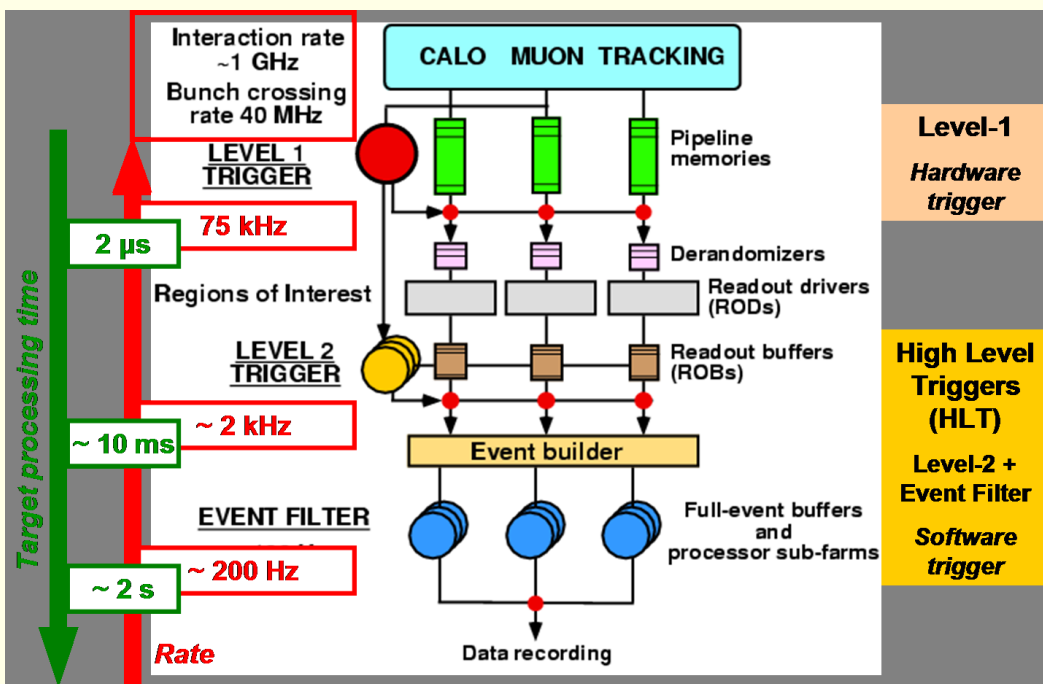 Interaction rate
~1 GHz
Bunch crossing
rate 40 MHz
CALO MUON TRACKING
LEVEL 1
TRIGGER
Pipeline
memories
Level-1
Hardware
trigger
75 kHz
2 µs
Derandomizers
Readout drivers
(RODs)
Regions of Interest
LEVEL 2
TRIGGER
Readout buffers
(ROBs)
High Level
Triggers
(HLT)
Level-2 +
Event Filter
Software
trigger
~ 2 kHz
~ 10 ms
Event builder
EVENT FILTER
Full-event buffers
and
processor sub-farms
~ 200 Hz
~ 2 s
Data recording
Rate
Target processing time